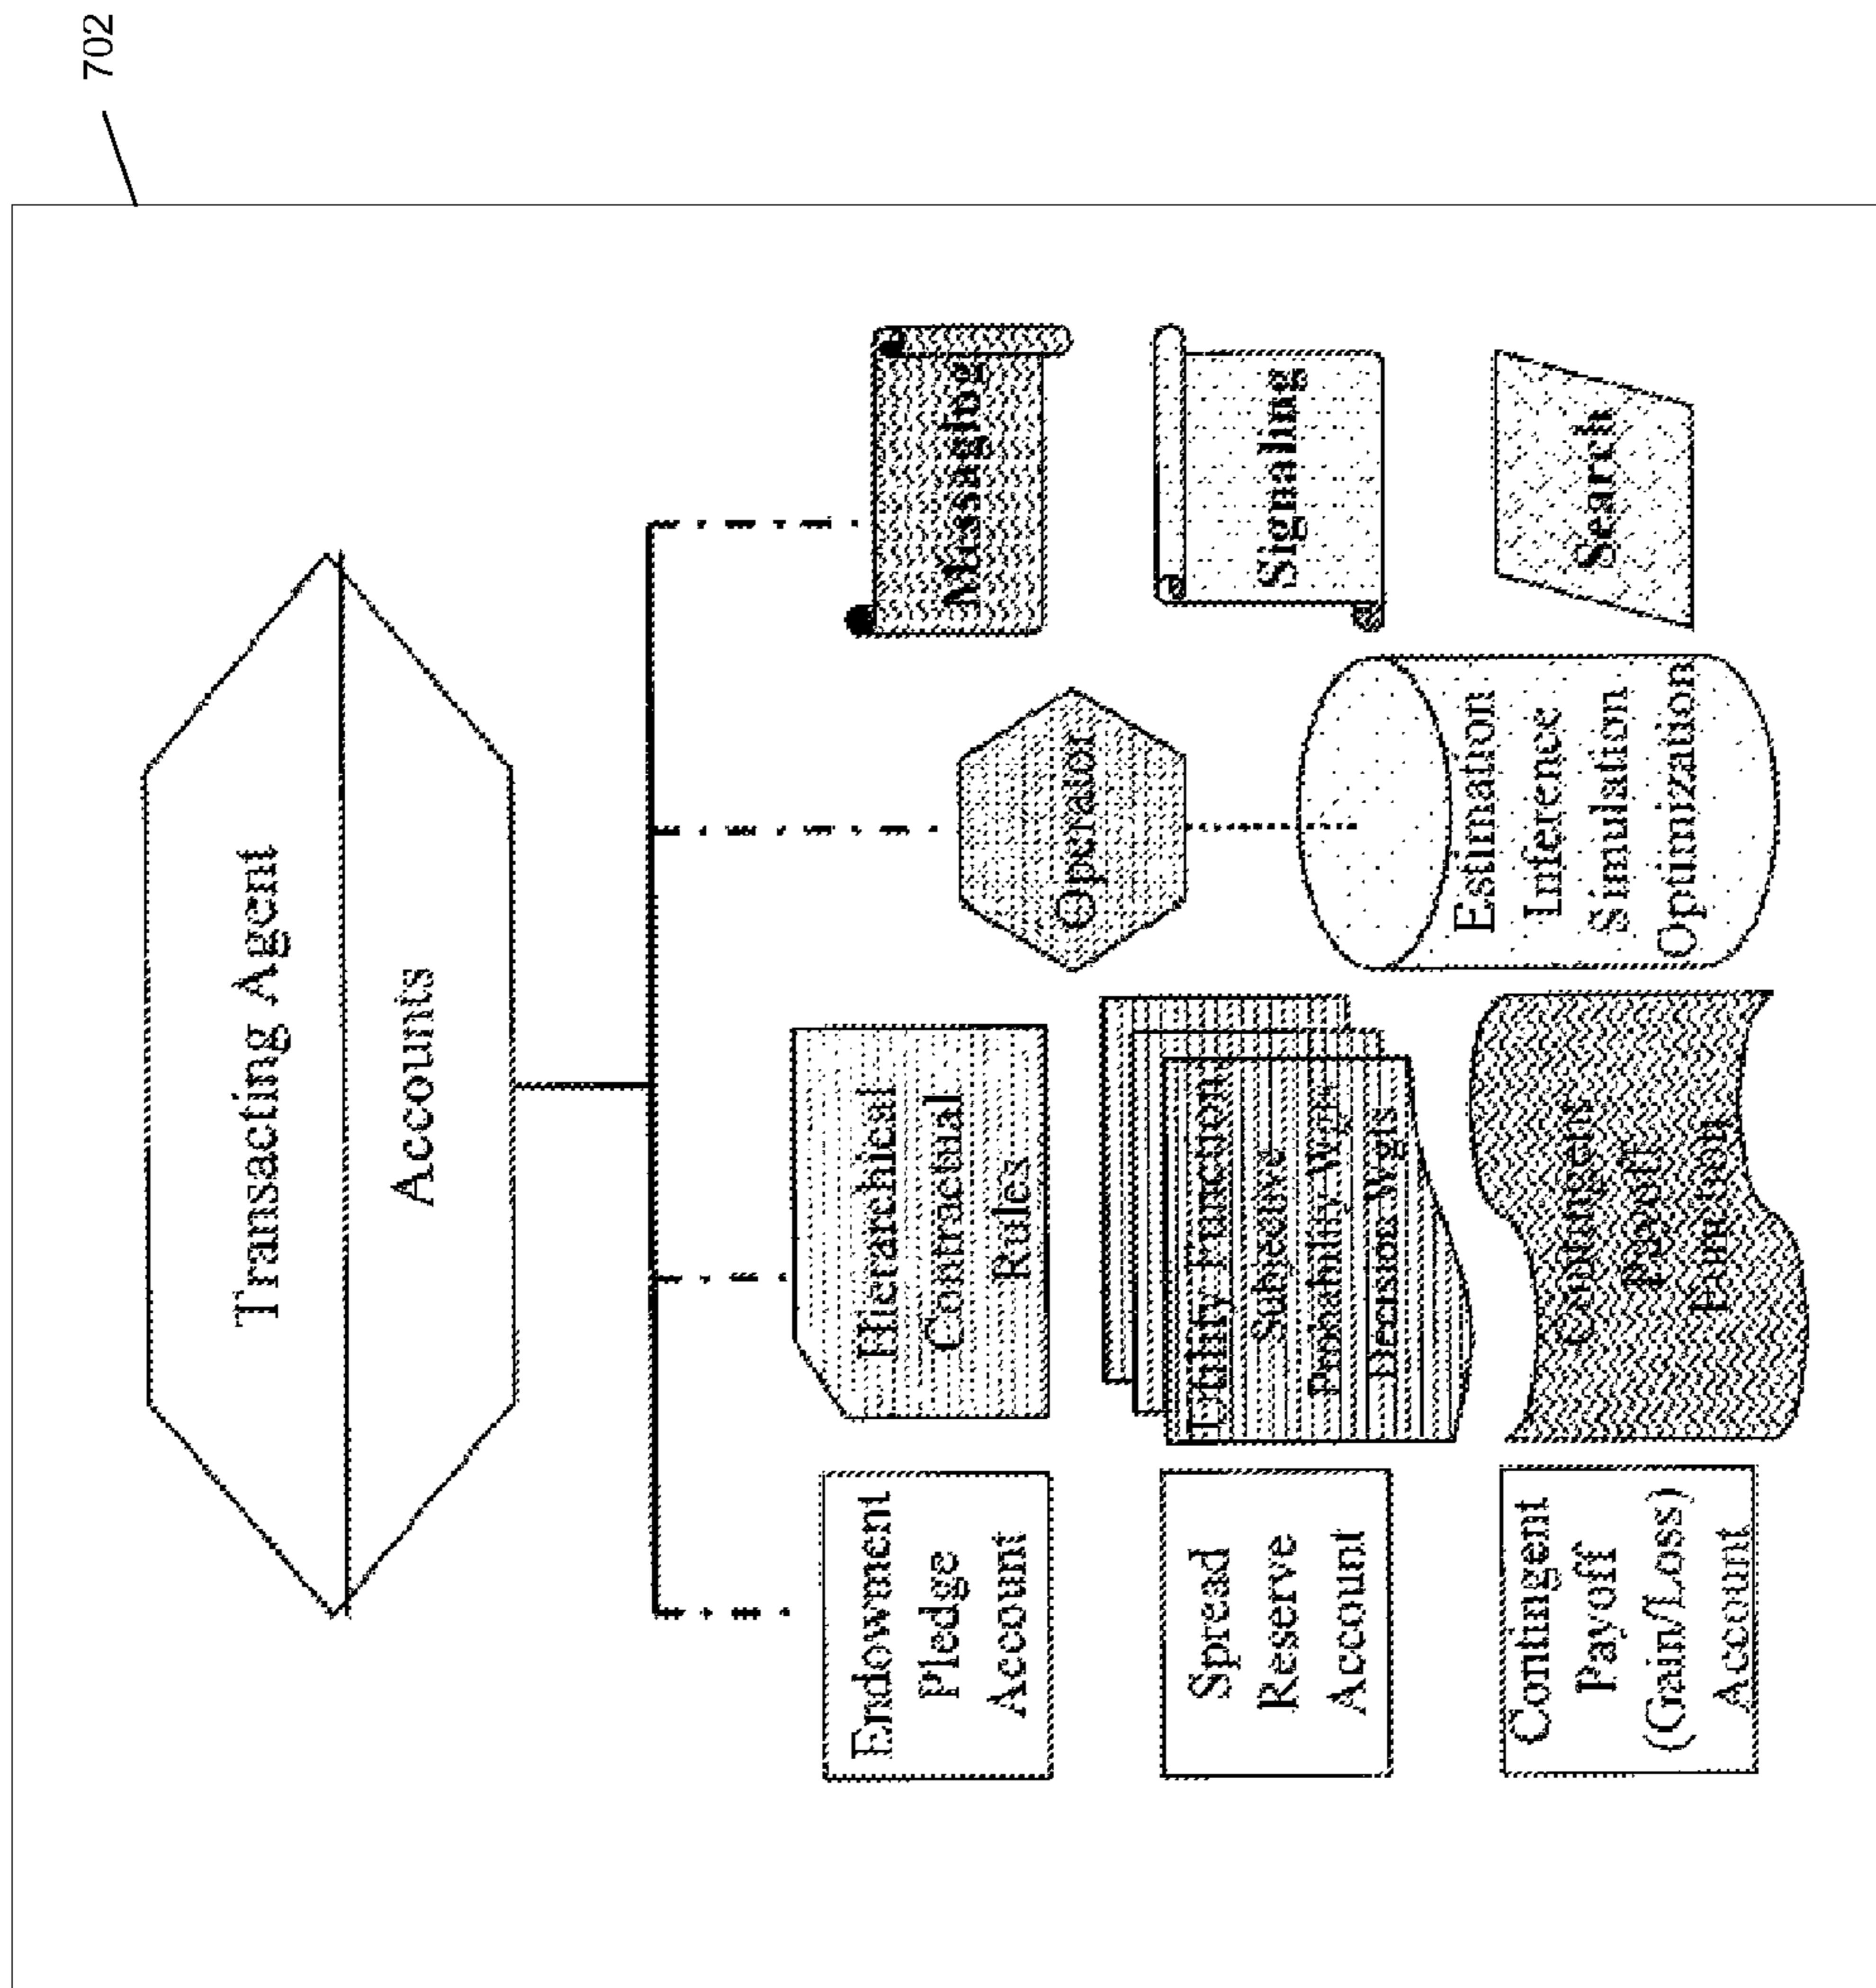 702
Transacting Agent
Accounts
Endowment
Pledge
Account
Spread
Reserve
Account
Contingent
Payoff
(Gain/Loss)
Account
Hierarchical
Contractual
Rules
Utility Function
Subjective
Probability Wgts
Decision Wgts
Contingent
Payoff
Function
Operator
Estimation
Inference
Simulation
Optimization
Messaging
Signaling
Search